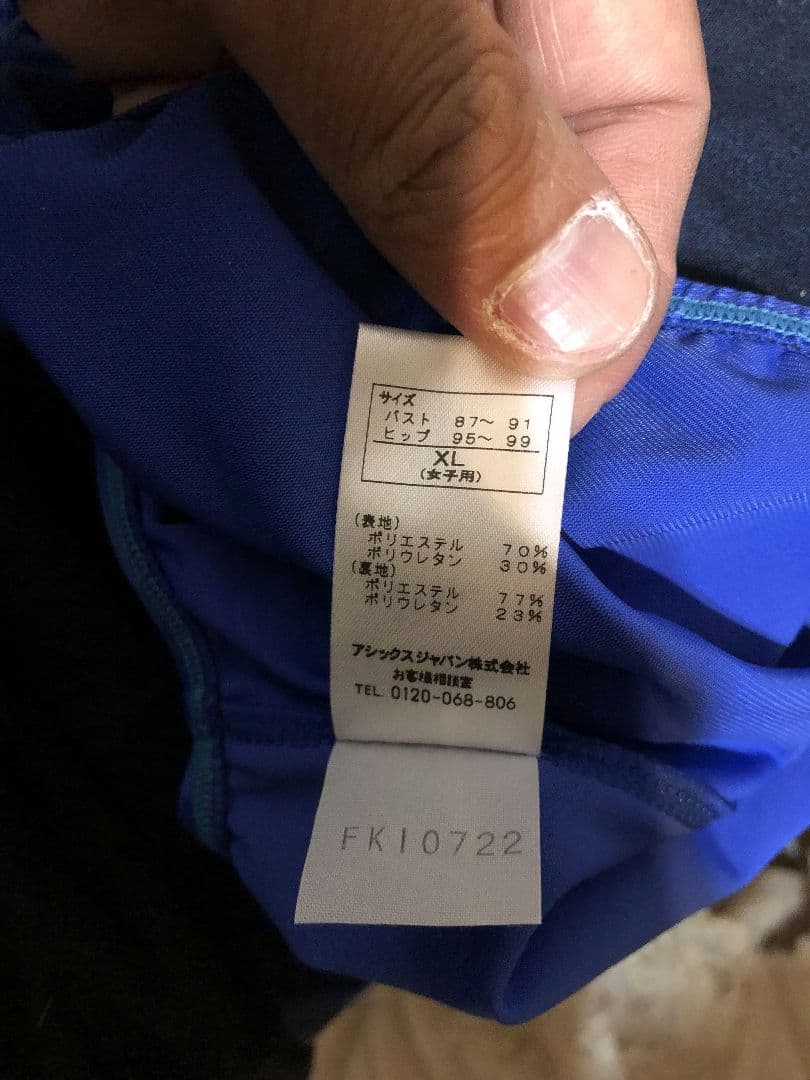 サイズ
バスト 87～ 91
ヒップ 95～ 99
XL
(女子用)
(表地)
ポリエステル 70%
ポリウレタン 30%
(裏地)
ポリエステル 77%
ポリウレタン 23%
アシックスジャパン株式会社
お客様相談室
TEL. 0120-068-806
FK10722